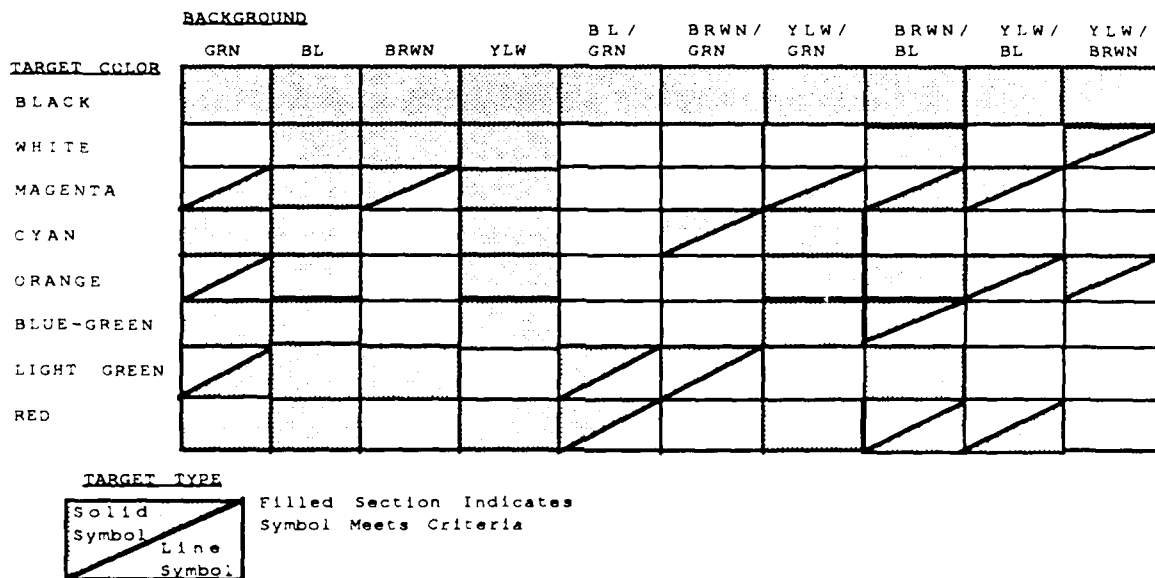 BACKGROUND
BL/ BRWN/ YLW/ BRWN/ YLW/ YLW/
GRN BL BRWN YLW GRN GRN GRN BL BL BRWN
TARGET COLOR
BLACK
WHITE
MAGENTA
CYAN
ORANGE
BLUE-GREEN
LIGHT GREEN
RED
TARGET TYPE
Solid Filled Section Indicates
Symbol Symbol Meets Criteria
Line
Symbol